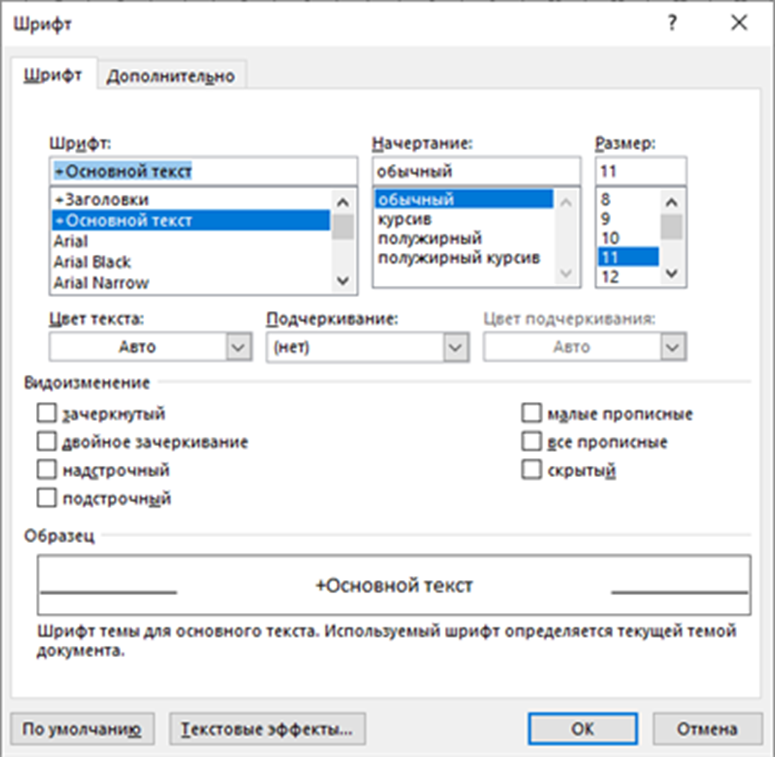 Шрифт ? ✕
Шрифт Дополнительно
Шрифт: Начертание: Размер:
+Основной текст обычный 11
+Заголовки обычный 8
+Основной текст курсив 9
Arial полужирный 10
Arial Black полужирный курсив 11
Arial Narrow 12
Цвет текста: Подчеркивание: Цвет подчеркивания:
Авто (нет) Авто
Видоизменение
зачеркнутый малые прописные
двойное зачеркивание все прописные
надстрочный скрытый
подстрочный
Образец
+Основной текст
Шрифт темы для основного текста. Используемый шрифт определяется текущей темой
документа.
По умолчанию Текстовые эффекты... ОК Отмена